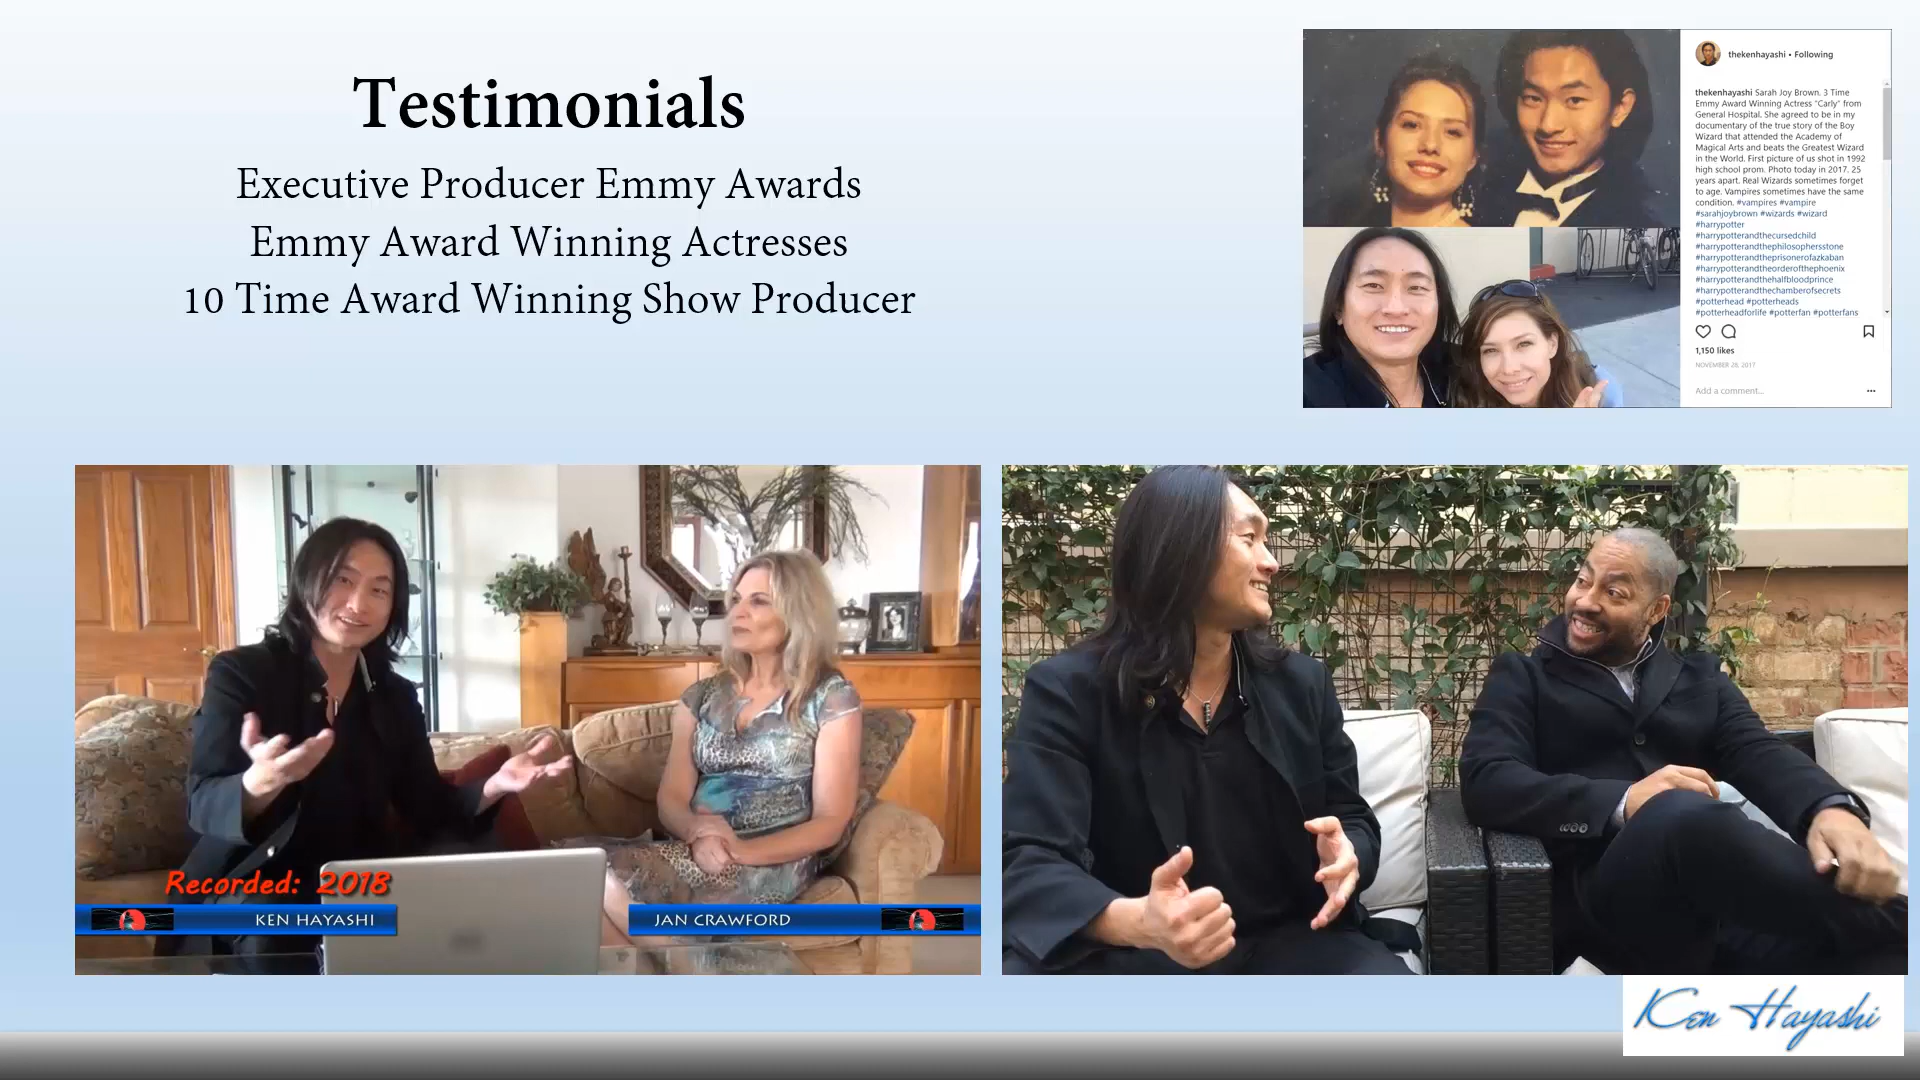 Testimonials
Executive Producer Emmy Awards
Emmy Award Winning Actresses
10 Time Award Winning Show Producer
thekenhayashi • Following
thekenhayashi Sarah Joy Brown. 3 Time
Emmy Award Winning Actress "Carly" from
General Hospital. She agreed to be in my
documentary of the true story of the Boy
Wizard that attended the Academy of
Magical Arts and beats the Greatest Wizard
in the World. First picture of us shot in 1992
high school prom. Photo today in 2017. 25
years apart. Real Wizards sometimes forget
to age. Vampires sometimes have the same
condition. #vampires #vampire
#sarahjoybrown #wizards #wizard
#harrypotter
#harrypotterandthecursedchild
#harrypotterandthephilosophersstone
#harrypotterandtheprisonerofazkaban
#harrypotterandtheorderofthephoenix
#harrypotterandthehalfbloodprince
#harrypotterandthechamberofsecrets
#potterhead #potterheads
#potterheadforlife #potterfan #potterfans
1,150 likes
NOVEMBER 28, 2017
Add a comment...
Recorded: 2018
KEN HAYASHI
JAN CRAWFORD
Ken Hayashi